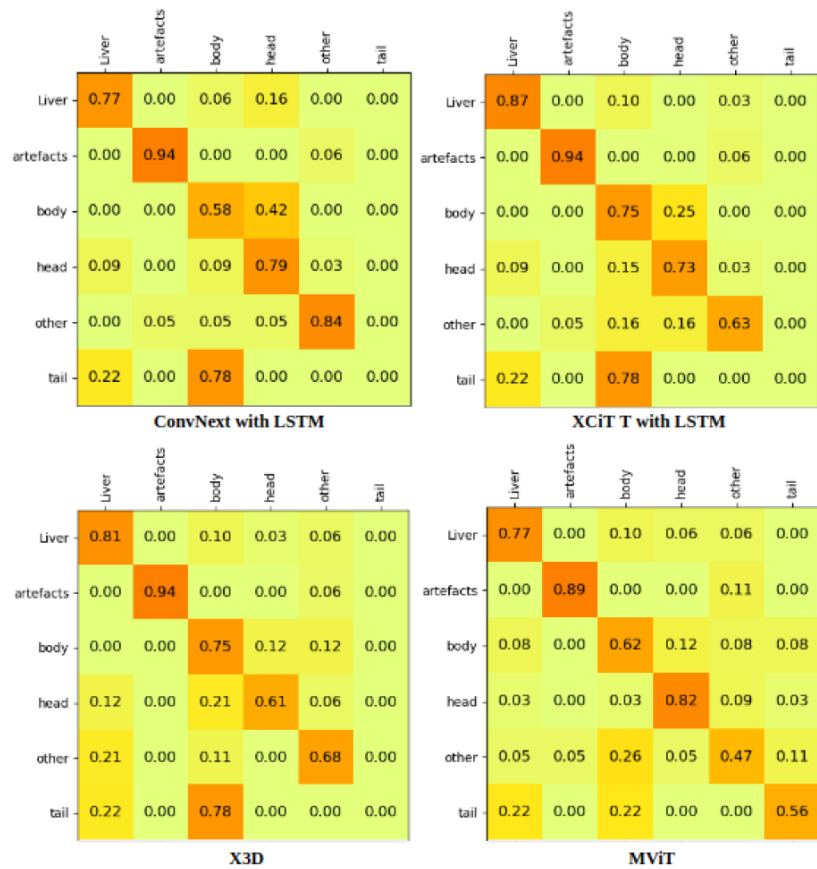 Liver artefacts body head other tail
Liver 0.77 0.00 0.06 0.16 0.00 0.00
artefacts 0.00 0.94 0.00 0.00 0.06 0.00
body 0.00 0.00 0.58 0.42 0.00 0.00
head 0.09 0.00 0.09 0.79 0.03 0.00
other 0.00 0.05 0.05 0.05 0.84 0.00
tail 0.22 0.00 0.78 0.00 0.00 0.00
ConvNext with LSTM
Liver artefacts body head other tail
Liver 0.87 0.00 0.10 0.00 0.03 0.00
artefacts 0.00 0.94 0.00 0.00 0.06 0.00
body 0.00 0.00 0.75 0.25 0.00 0.00
head 0.09 0.00 0.15 0.73 0.03 0.00
other 0.00 0.05 0.16 0.16 0.63 0.00
tail 0.22 0.00 0.78 0.00 0.00 0.00
XCiT T with LSTM
Liver artefacts body head other tail
Liver 0.81 0.00 0.10 0.03 0.06 0.00
artefacts 0.00 0.94 0.00 0.00 0.06 0.00
body 0.00 0.00 0.75 0.12 0.12 0.00
head 0.12 0.00 0.21 0.61 0.06 0.00
other 0.21 0.00 0.11 0.00 0.68 0.00
tail 0.22 0.00 0.78 0.00 0.00 0.00
X3D
Liver artefacts body head other tail
Liver 0.77 0.00 0.10 0.06 0.06 0.00
artefacts 0.00 0.89 0.00 0.00 0.11 0.00
body 0.08 0.00 0.62 0.12 0.08 0.08
head 0.03 0.00 0.03 0.82 0.09 0.03
other 0.05 0.05 0.26 0.05 0.47 0.11
tail 0.22 0.00 0.22 0.00 0.00 0.56
MViT